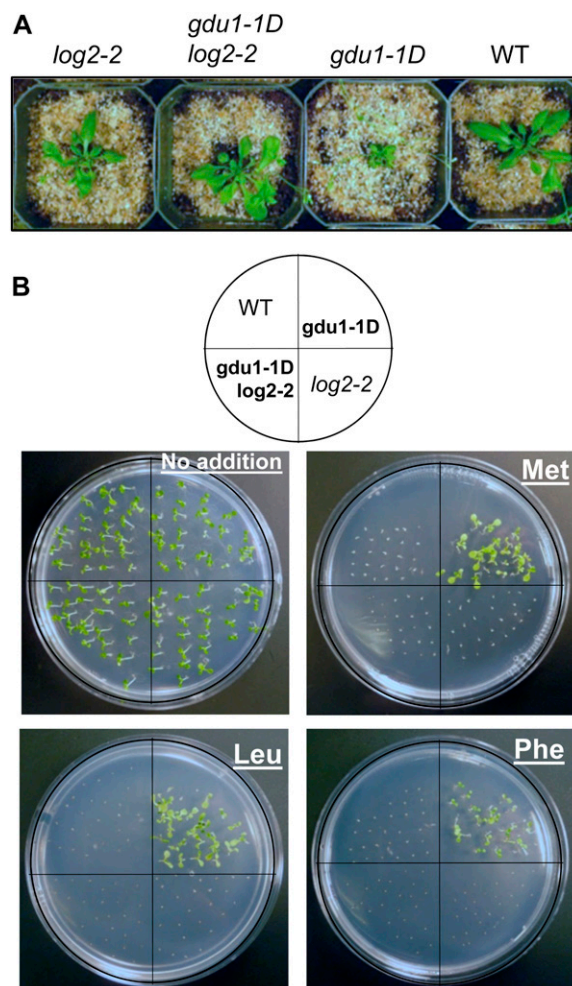 A
log2-2
gdu1-1D
log2-2
gdu1-1D
WT
B
WT
gdu1-1D
gdu1-1D
log2-2
log2-2
No addition
Met
Leu
Phe